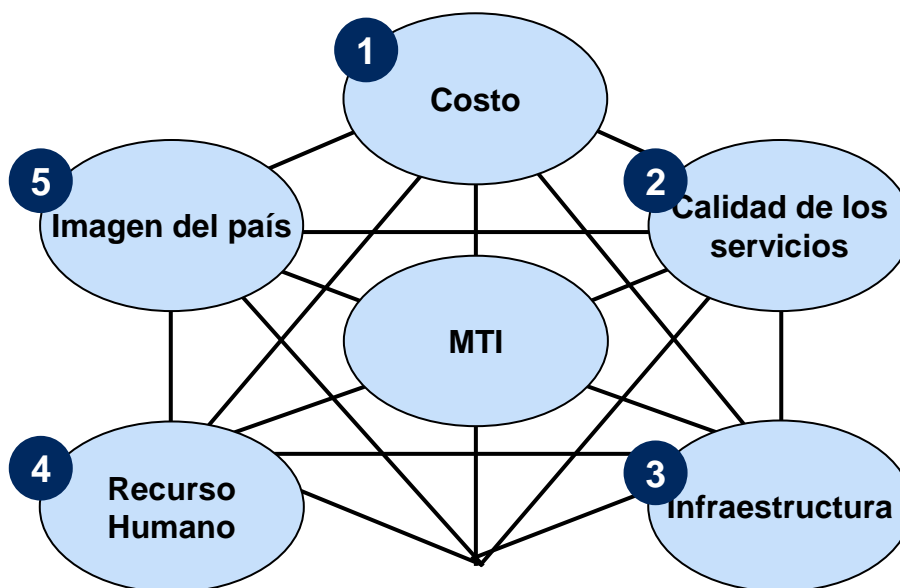 1
Costo
5
Imagen del país
2
Calidad de los
servicios
MTI
4
Recurso
Humano
3
Infraestructura